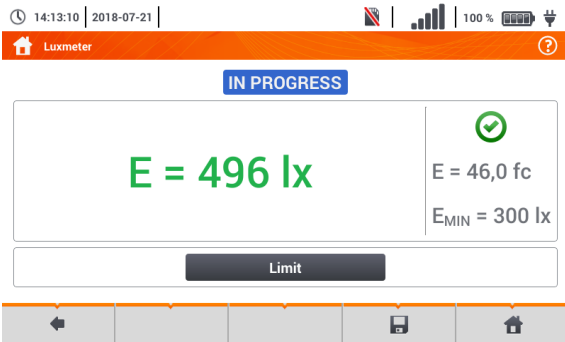 14:13:10 2018-07-21 100 %
Luxmeter
IN PROGRESS
E = 496 lx
E = 46,0 fc
EMIN = 300 lx
Limit